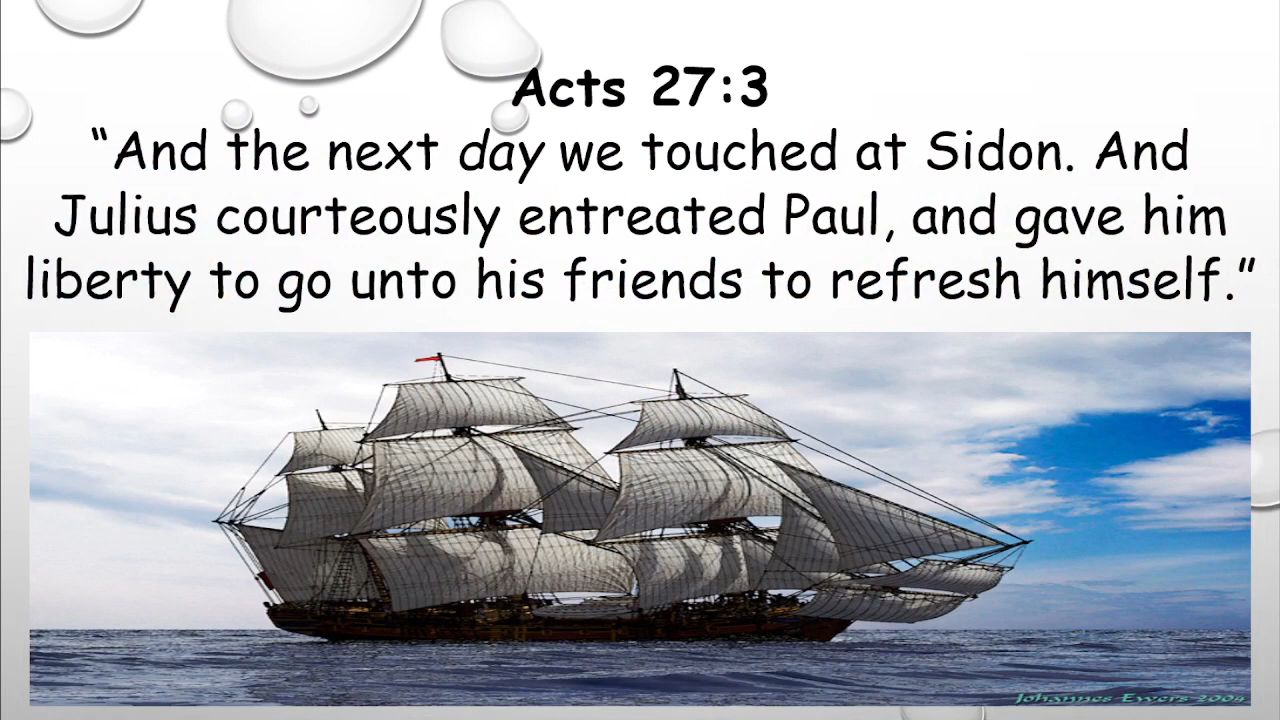 Acts 27:3
“And the next day we touched at Sidon. And
Julius courteously entreated Paul, and gave him
liberty to go unto his friends to refresh himself.”
Johannes Ewers 2004